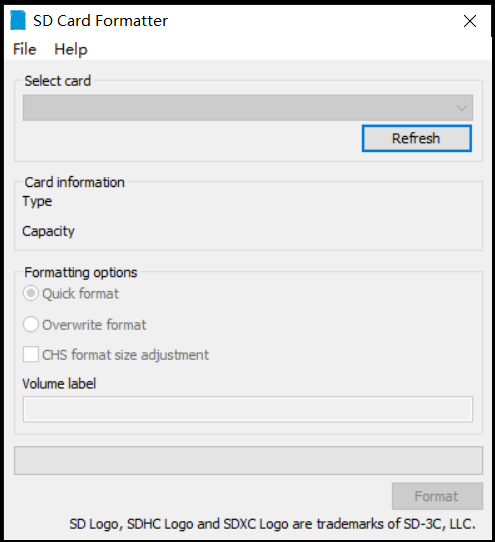 SD Card Formatter
File Help
Select card
Refresh
Card information
Type
Capacity
Formatting options
Quick format
Overwrite format
CHS format size adjustment
Volume label
Format
SD Logo, SDHC Logo and SDXC Logo are trademarks of SD-3C, LLC.